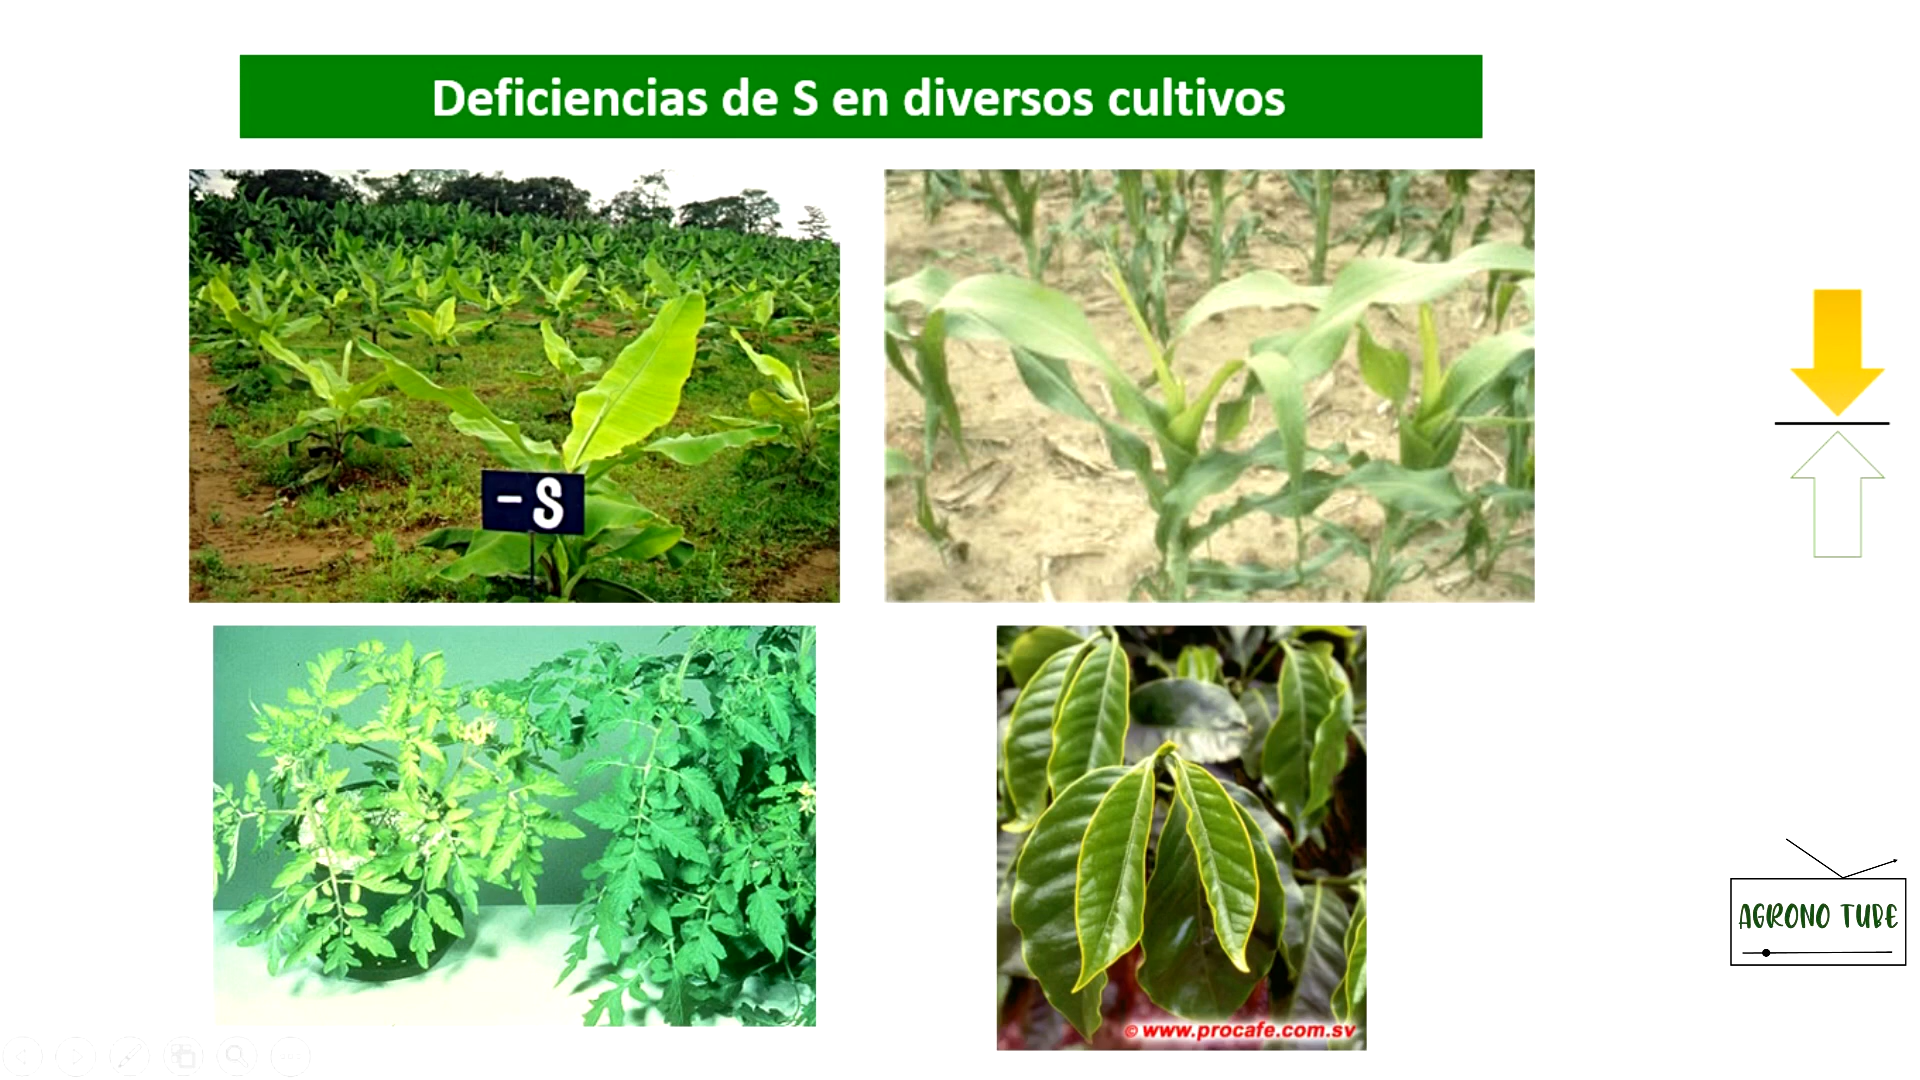 Deficiencias de S en diversos cultivos
– S
© www.procafe.com.sv
AGRONO TUBE